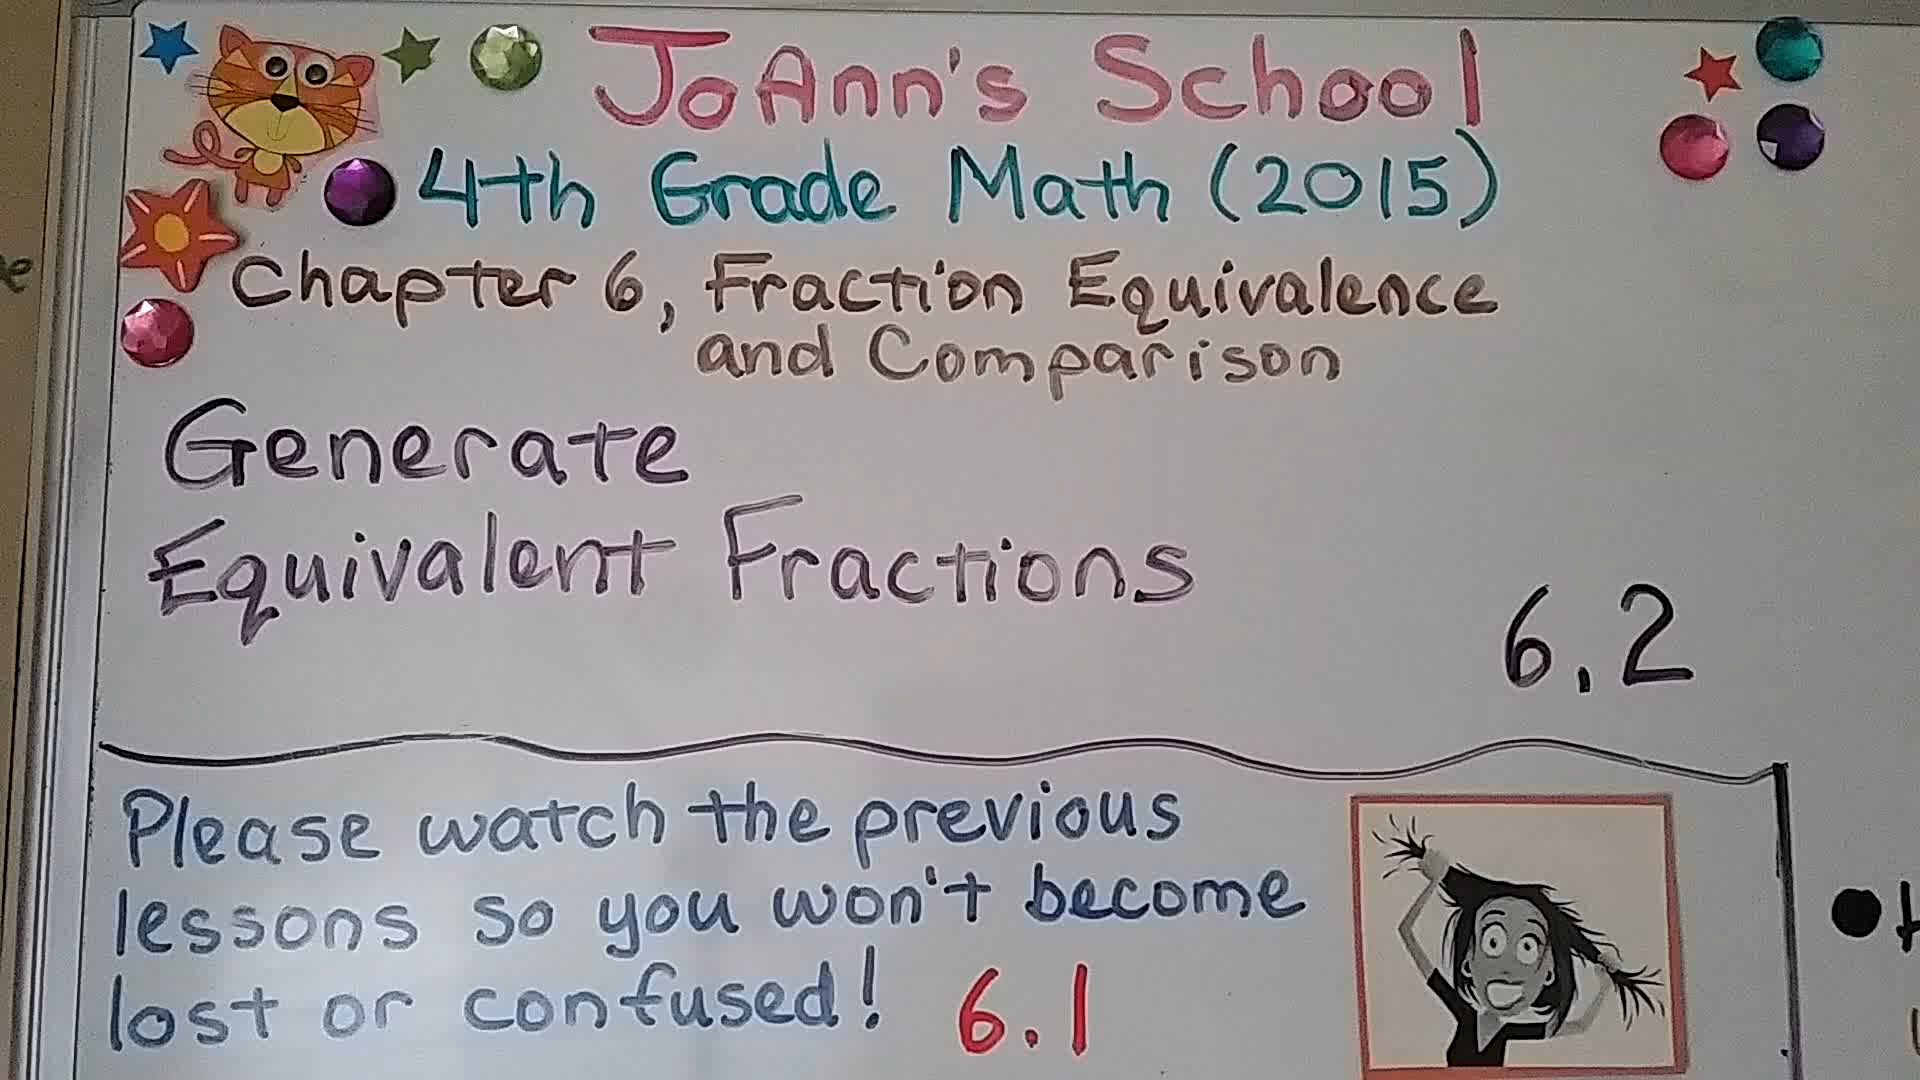 JoAnn's School
4th Grade Math (2015)
Chapter 6, Fraction Equivalence
and Comparison
Generate
Equivalent Fractions
6.2
Please watch the previous
lessons so you won't become
lost or confused! 6.1